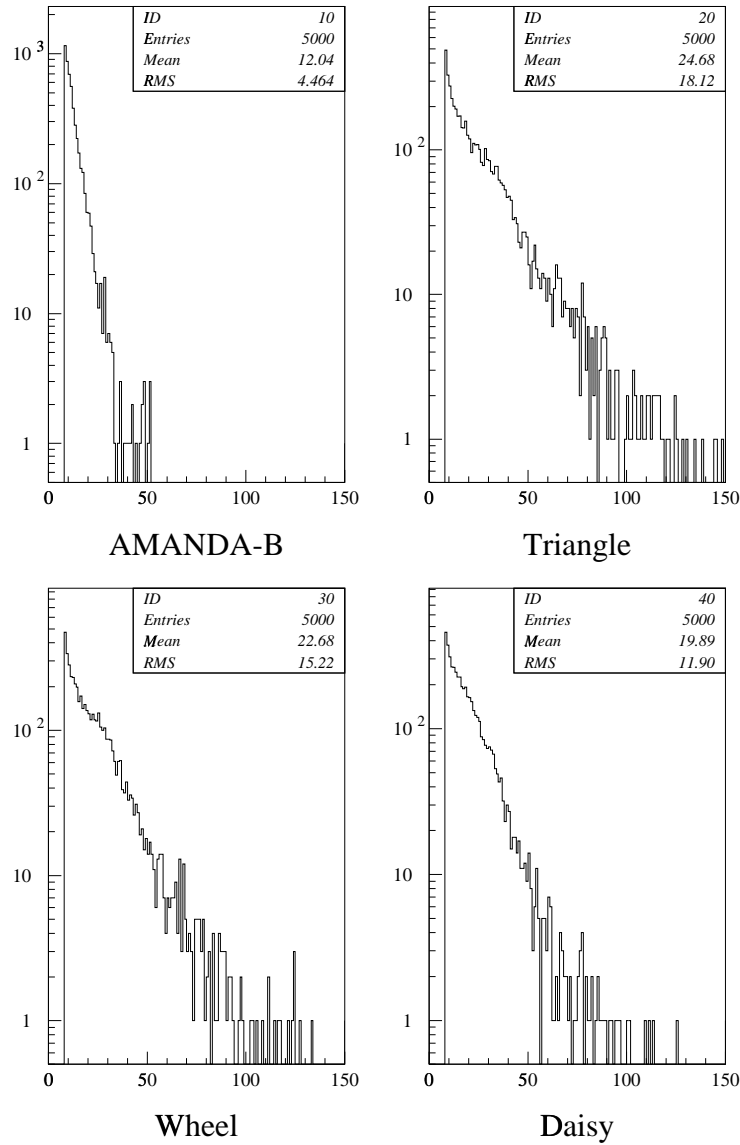 ID 10
Entries 5000
Mean 12.04
RMS 4.464
10 3
10 2
10
1
0 50 100 150
AMANDA-B
ID 20
Entries 5000
Mean 24.68
RMS 18.12
10 2
10
1
0 50 100 150
Triangle
ID 30
Entries 5000
Mean 22.68
RMS 15.22
10 2
10
1
0 50 100 150
Wheel
ID 40
Entries 5000
Mean 19.89
RMS 11.90
10 2
10
1
0 50 100 150
Daisy